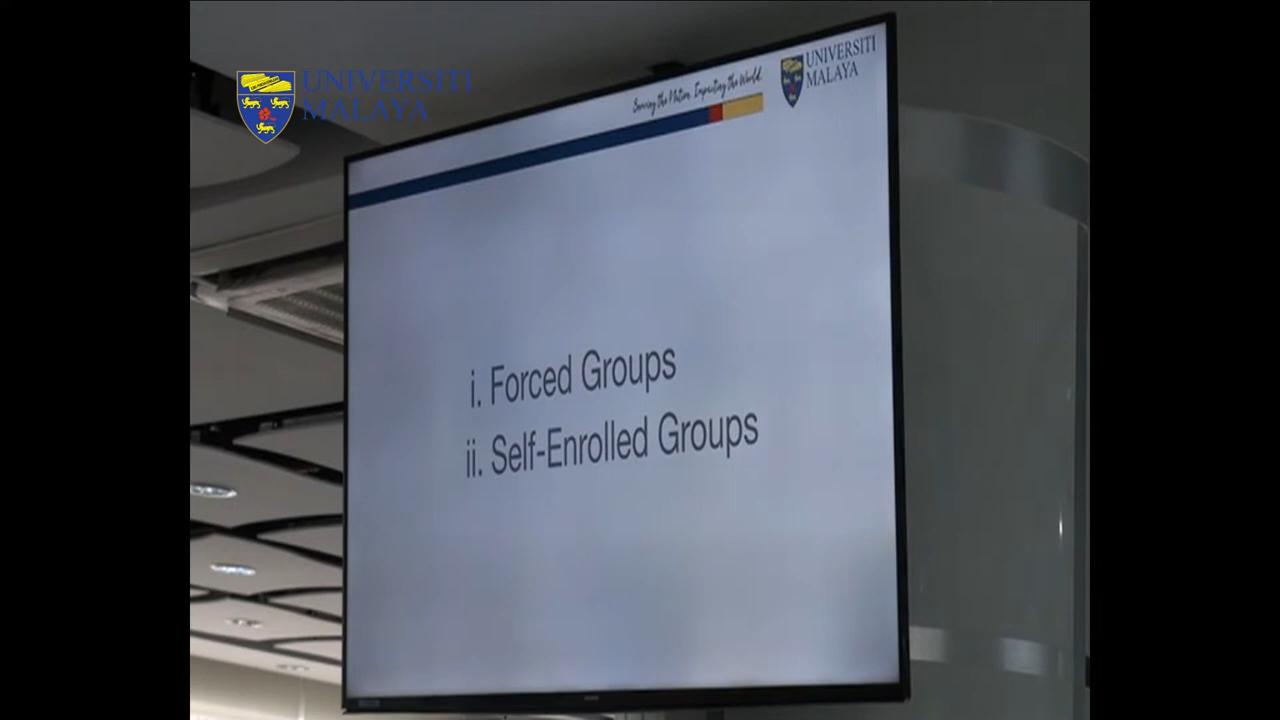 UNIVERSITI
MALAYA
Serving the Nation. Impacting the World.
UNIVERSITI
MALAYA
i. Forced Groups
ii. Self-Enrolled Groups